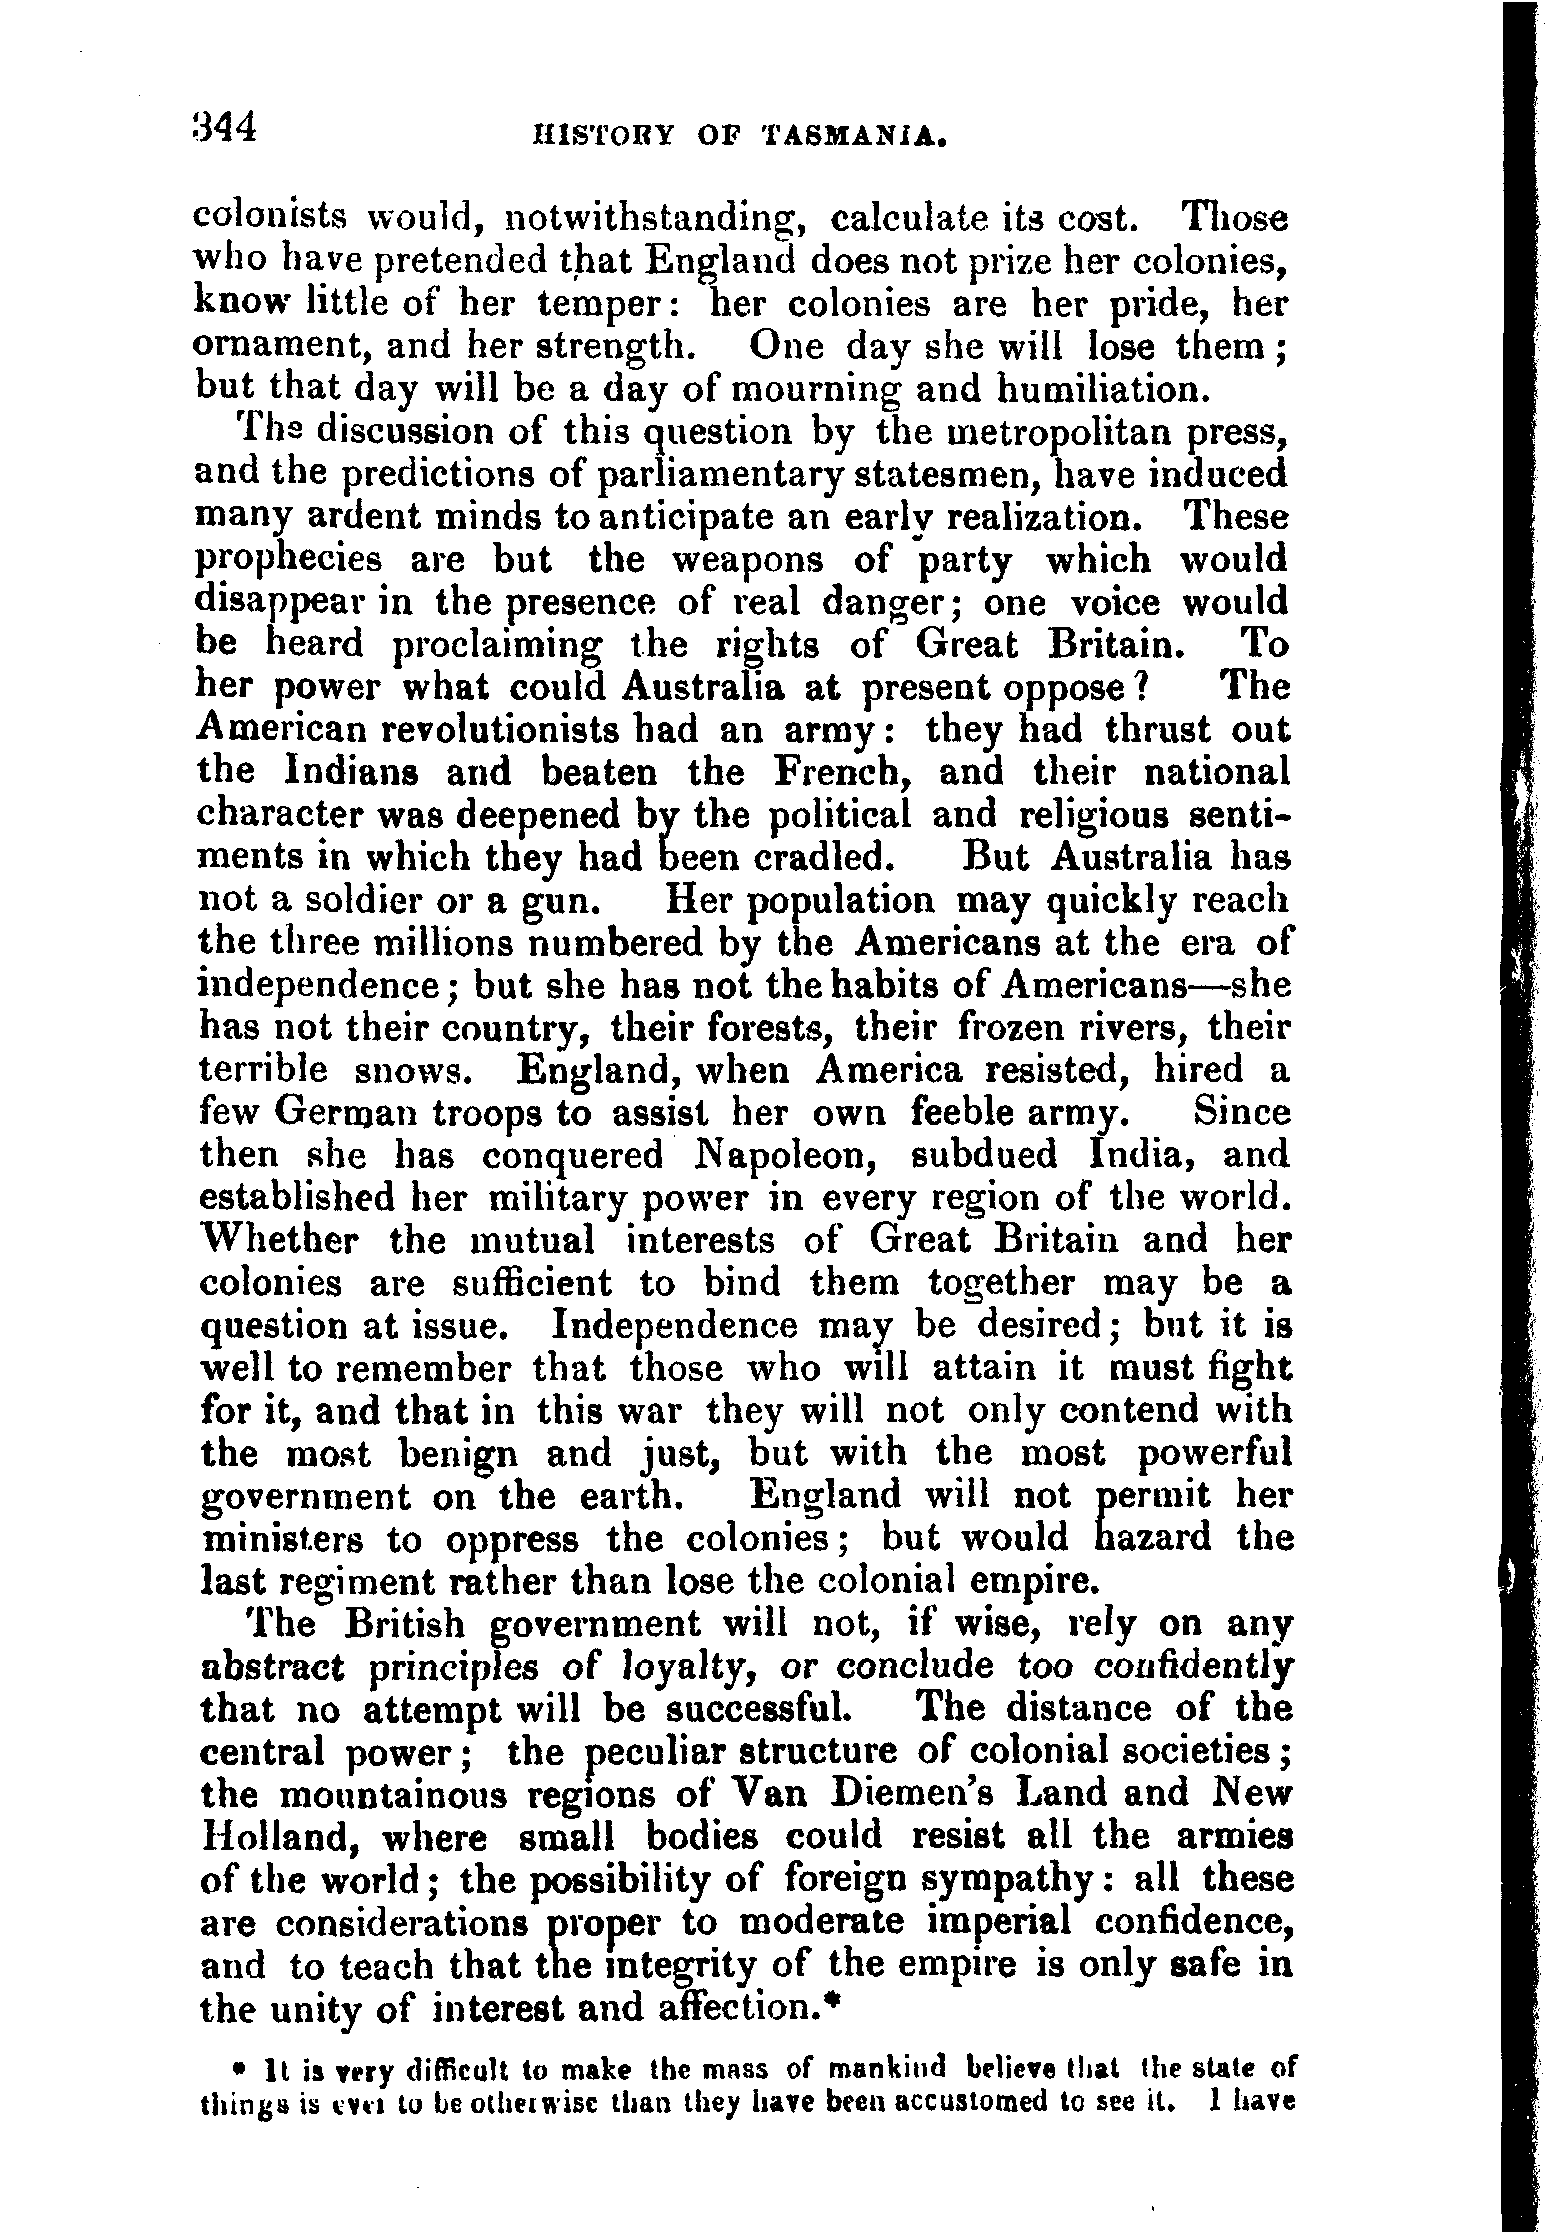 344 HISTORY OF TASMANIA.
colonists would, notwithstanding, calculate its cost. Those
who have pretended that England does not prize her colonies,
know little of her temper: her colonies are her pride, her
ornament, and her strength. One day she will lose them;
but that day will be a day of mourning and humiliation.
The discussion of this question by the metropolitan press,
and the predictions of parliamentary statesmen, have induced
many ardent minds to anticipate an early realization. These
prophecies are but the weapons of party which would
disappear in the presence of real danger; one voice would
be heard proclaiming the rights of Great Britain. To
her power what could Australia at present oppose? The
American revolutionists had an army: they had thrust out
the Indians and beaten the French, and their national
character was deepened by the political and religious senti-
ments in which they had been cradled. But Australia has
not a soldier or a gun. Her population may quickly reach
the three millions numbered by the Americans at the era of
independence; but she has not the habits of Americans—she
has not their country, their forests, their frozen rivers, their
terrible snows. England, when America resisted, hired a
few German troops to assist her own feeble army. Since
then she has conquered Napoleon, subdued India, and
established her military power in every region of the world.
Whether the mutual interests of Great Britain and her
colonies are sufficient to bind them together may be a
question at issue. Independence may be desired; but it is
well to remember that those who will attain it must fight
for it, and that in this war they will not only contend with
the most benign and just, but with the most powerful
government on the earth. England will not permit her
ministers to oppress the colonies; but would hazard the
last regiment rather than lose the colonial empire.
The British government will not, if wise, rely on any
abstract principles of loyalty, or conclude too confidently
that no attempt will be successful. The distance of the
central power; the peculiar structure of colonial societies;
the mountainous regions of Van Diemen's Land and New
Holland, where small bodies could resist all the armies
of the world; the possibility of foreign sympathy: all these
are considerations proper to moderate imperial confidence,
and to teach that the integrity of the empire is only safe in
the unity of interest and affection.*
* It is very difficult to make the mass of mankind believe that the state of
things is ever to be otherwise than they have been accustomed to see it. I have